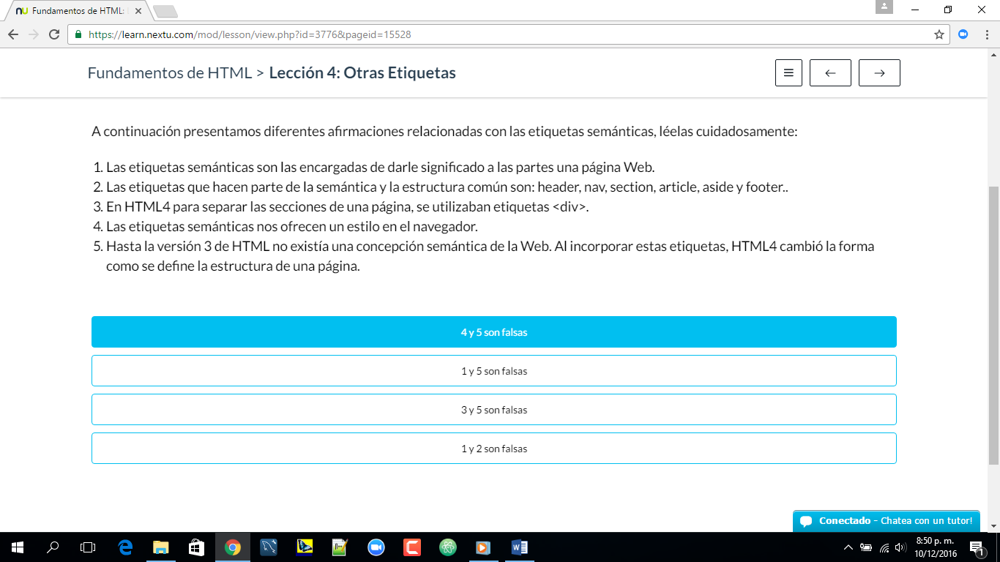 Fundamentos de HTML:
https://learn.nextu.com/mod/lesson/view.php?id=3776&pageid=15528
Fundamentos de HTML > Lección 4: Otras Etiquetas
A continuación presentamos diferentes afirmaciones relacionadas con las etiquetas semánticas, léelas cuidadosamente:
1. Las etiquetas semánticas son las encargadas de darle significado a las partes una página Web.
2. Las etiquetas que hacen parte de la semántica y la estructura común son: header, nav, section, article, aside y footer..
3. En HTML4 para separar las secciones de una página, se utilizaban etiquetas <div>.
4. Las etiquetas semánticas nos ofrecen un estilo en el navegador.
5. Hasta la versión 3 de HTML no existía una concepción semántica de la Web. Al incorporar estas etiquetas, HTML4 cambió la forma
como se define la estructura de una página.
4 y 5 son falsas
1 y 5 son falsas
3 y 5 son falsas
1 y 2 son falsas
Conectado - Chatea con un tutor!
8:50 p. m.
10/12/2016